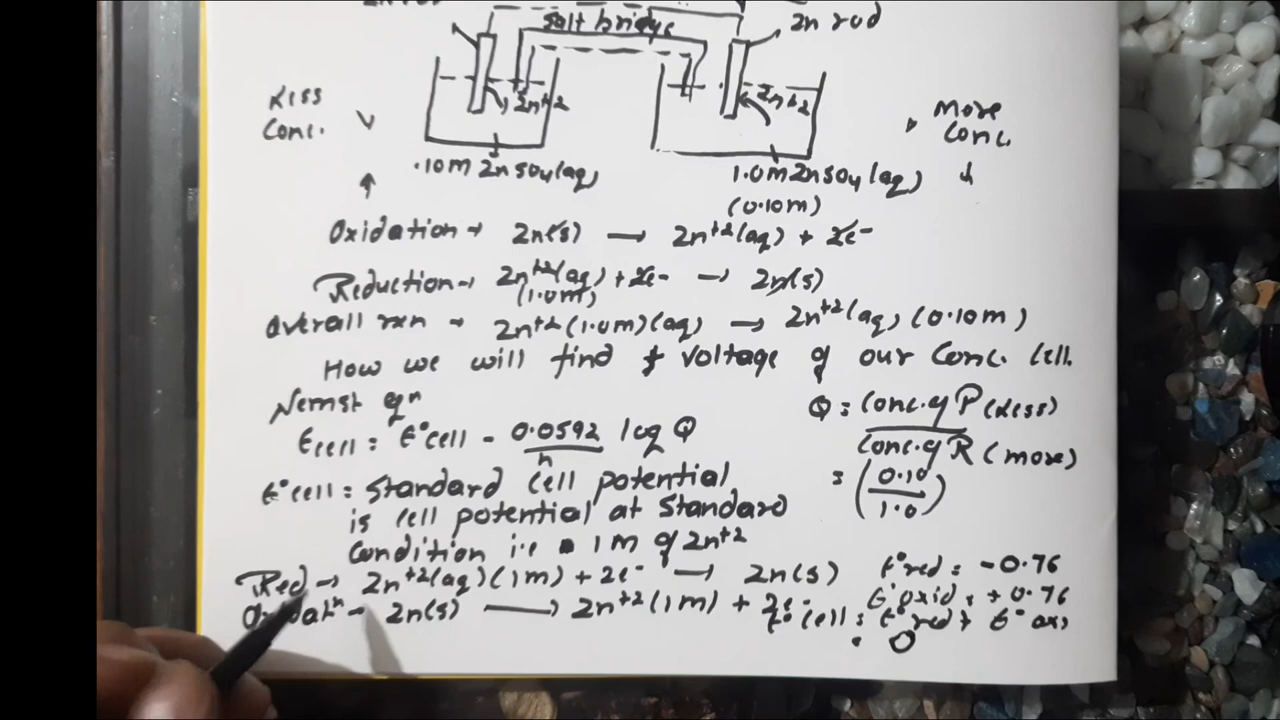 Salt bridge
Zn rod
Zn+2
Zn+2
Less
Conc.
More
Conc.
.10M ZnSO4(aq)
1.0M ZnSO4(aq)
(0.10M)
Oxidation → Zn(s) → Zn+2(aq) + 2e-
Reduction → Zn+2(aq) + 2e- → Zn(s)
(1.0M)
Overall rxn → Zn+2(1.0M)(aq) → Zn+2(aq) (0.10M)
How we will find voltage of our Conc. Cell.
Nernst eqn
Ecell = E°cell - 0.0592/n log Q
Q = Conc. of P (Less) / Conc. of R (more)
= (0.10/1.0)
E°cell = Standard Cell potential
is cell potential at Standard
Condition i.e 1M of Zn+2
Red → Zn+2(aq)(1M) + 2e- → Zn(s) E°red = -0.76
Zn(s) → Zn+2(1M) + 2e- E°oxid = +0.76
E°cell = E°red + E°oxi
= 0